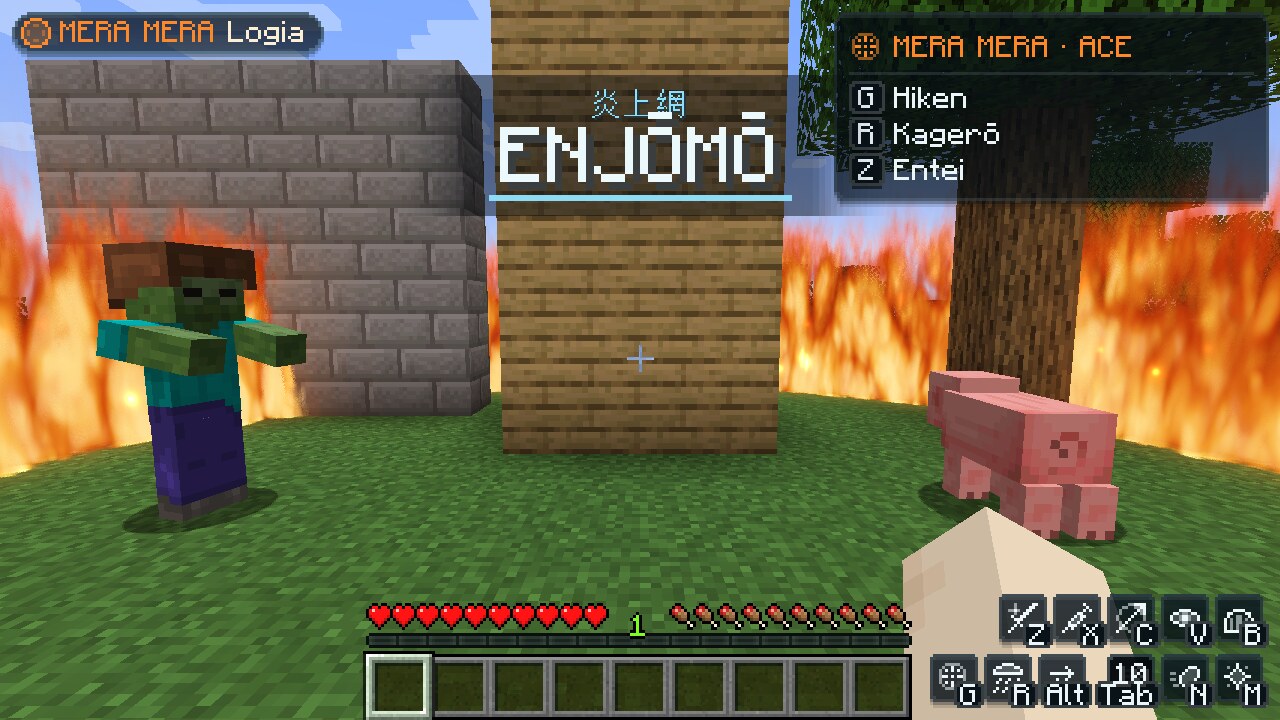 MERA MERA Logia
MERA MERA · ACE
G Hiken
R Kagerō
Z Entei
炎上網
ENJŌMŌ
1
Z X C V B
G R Alt 10 Tab N M